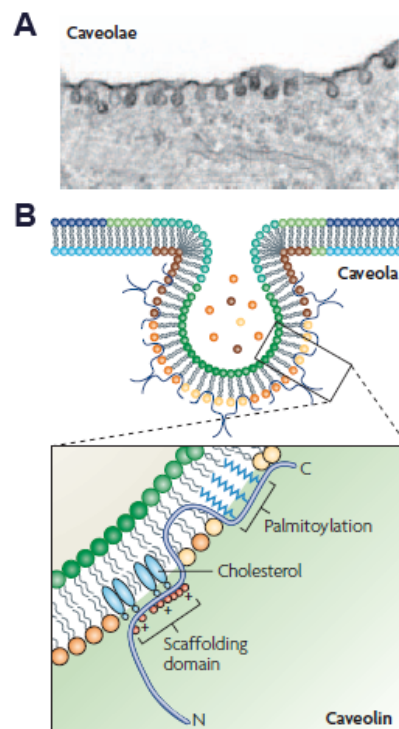 A
Caveolae
B
Caveola
C
Palmitoylation
Cholesterol
+
+
+
+
Scaffolding
domain
N
Caveolin